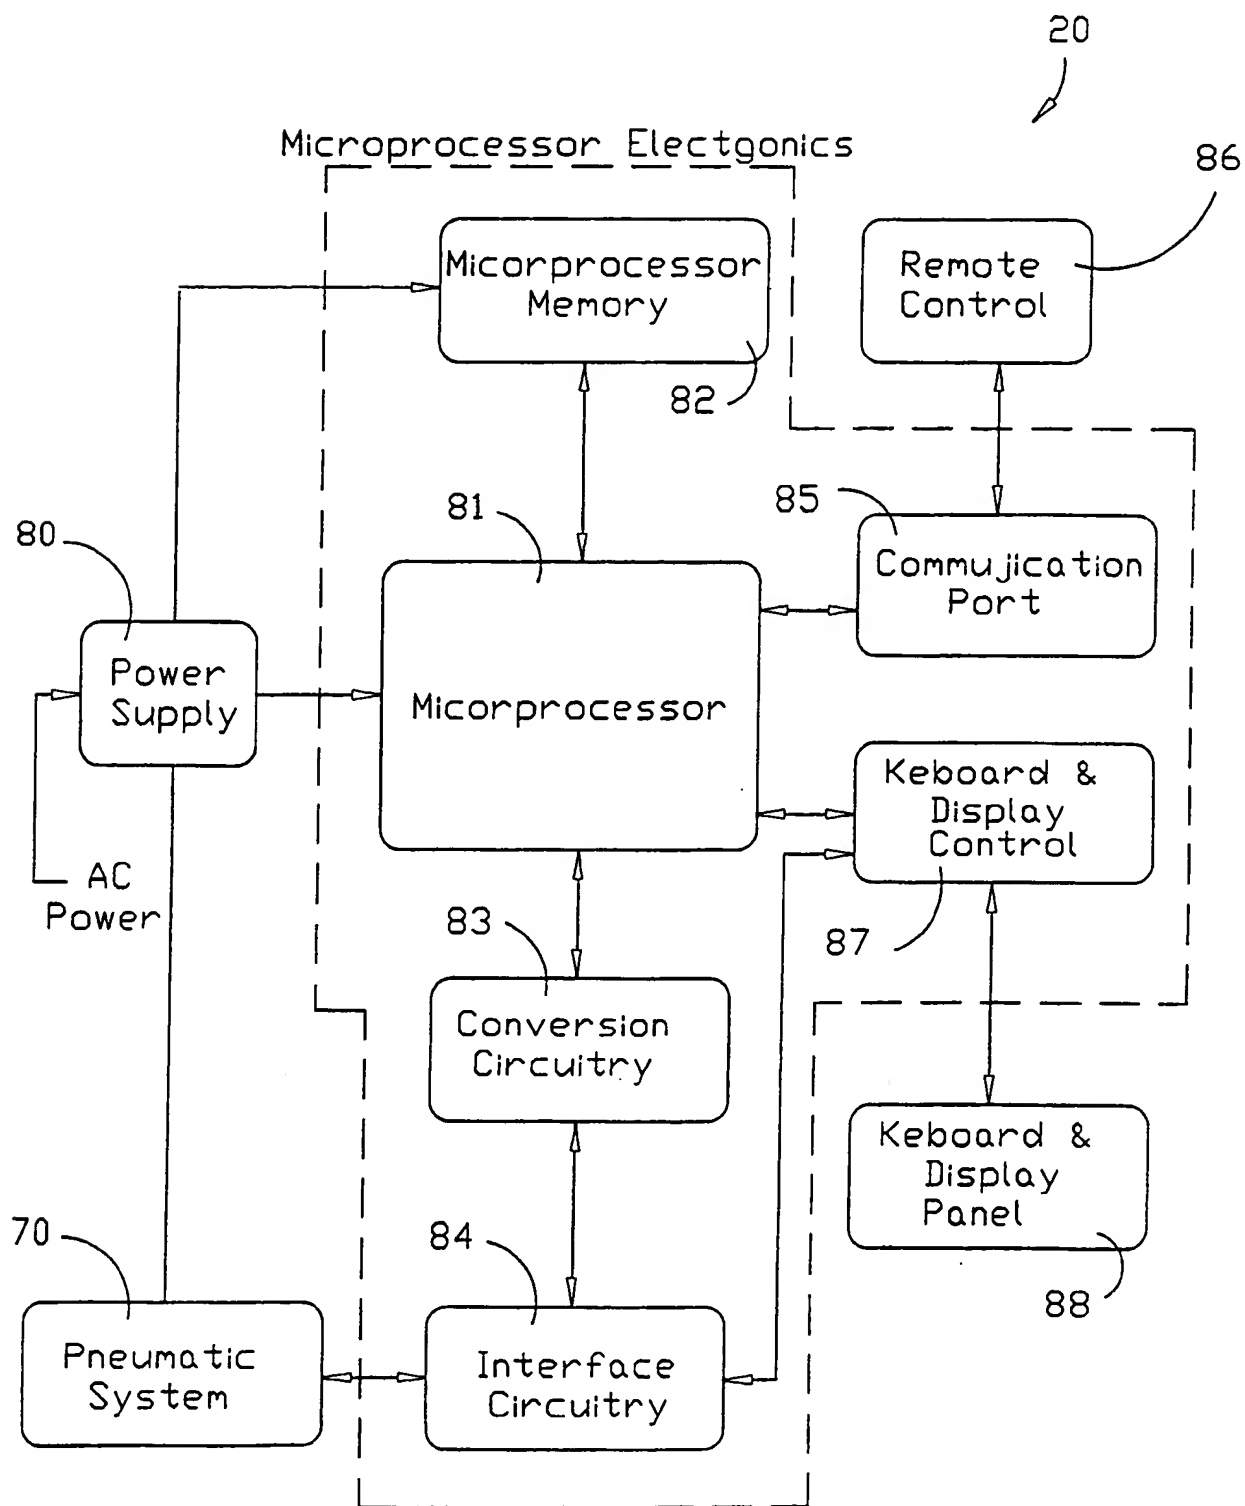 20
Microprocessor Electgonics
86
Micorprocessor
Memory
Remote
Control
82
81
85
80
Commujication
Port
Power
Supply
Micorprocessor
Keboard &
Display
Control
AC
Power
83
87
Conversion
Circuitry
Keboard &
Display
Panel
70
84
88
Pneumatic
System
Interface
Circuitry